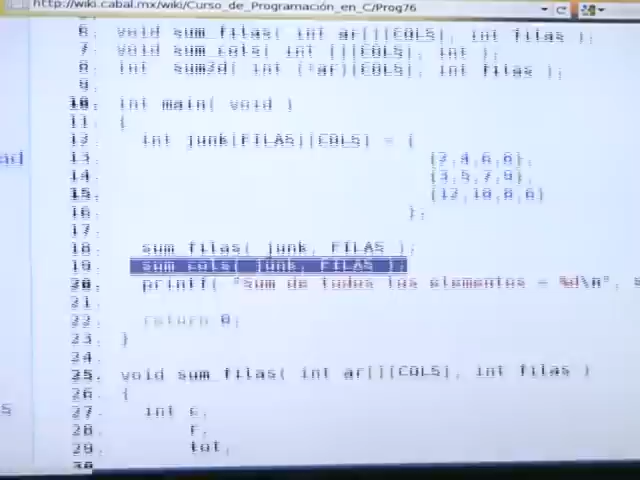 http://wiki.cabal.mx/wiki/Curso_de_Programación_en_C/Prog76
6. void sum_filas( int ar[][COLS], int filas );
7. void sum_cols( int [][COLS], int );
8. int sum2d( int (*ar)[COLS], int filas );
9.
10. int main( void )
11. {
12. int junk[FILAS][COLS] = {
13. {2,4,6,8},
14. {3,5,7,9},
15. {12,10,8,6}
16. };
17.
18. sum_filas( junk, FILAS );
19. sum_cols( junk, FILAS );
20. printf( "Sum de todos los elementos = %d\n", s
21.
22. return 0;
23. }
24.
25. void sum_filas( int ar[][COLS], int filas )
26. {
27. int c,
28. r,
29. tot,
30